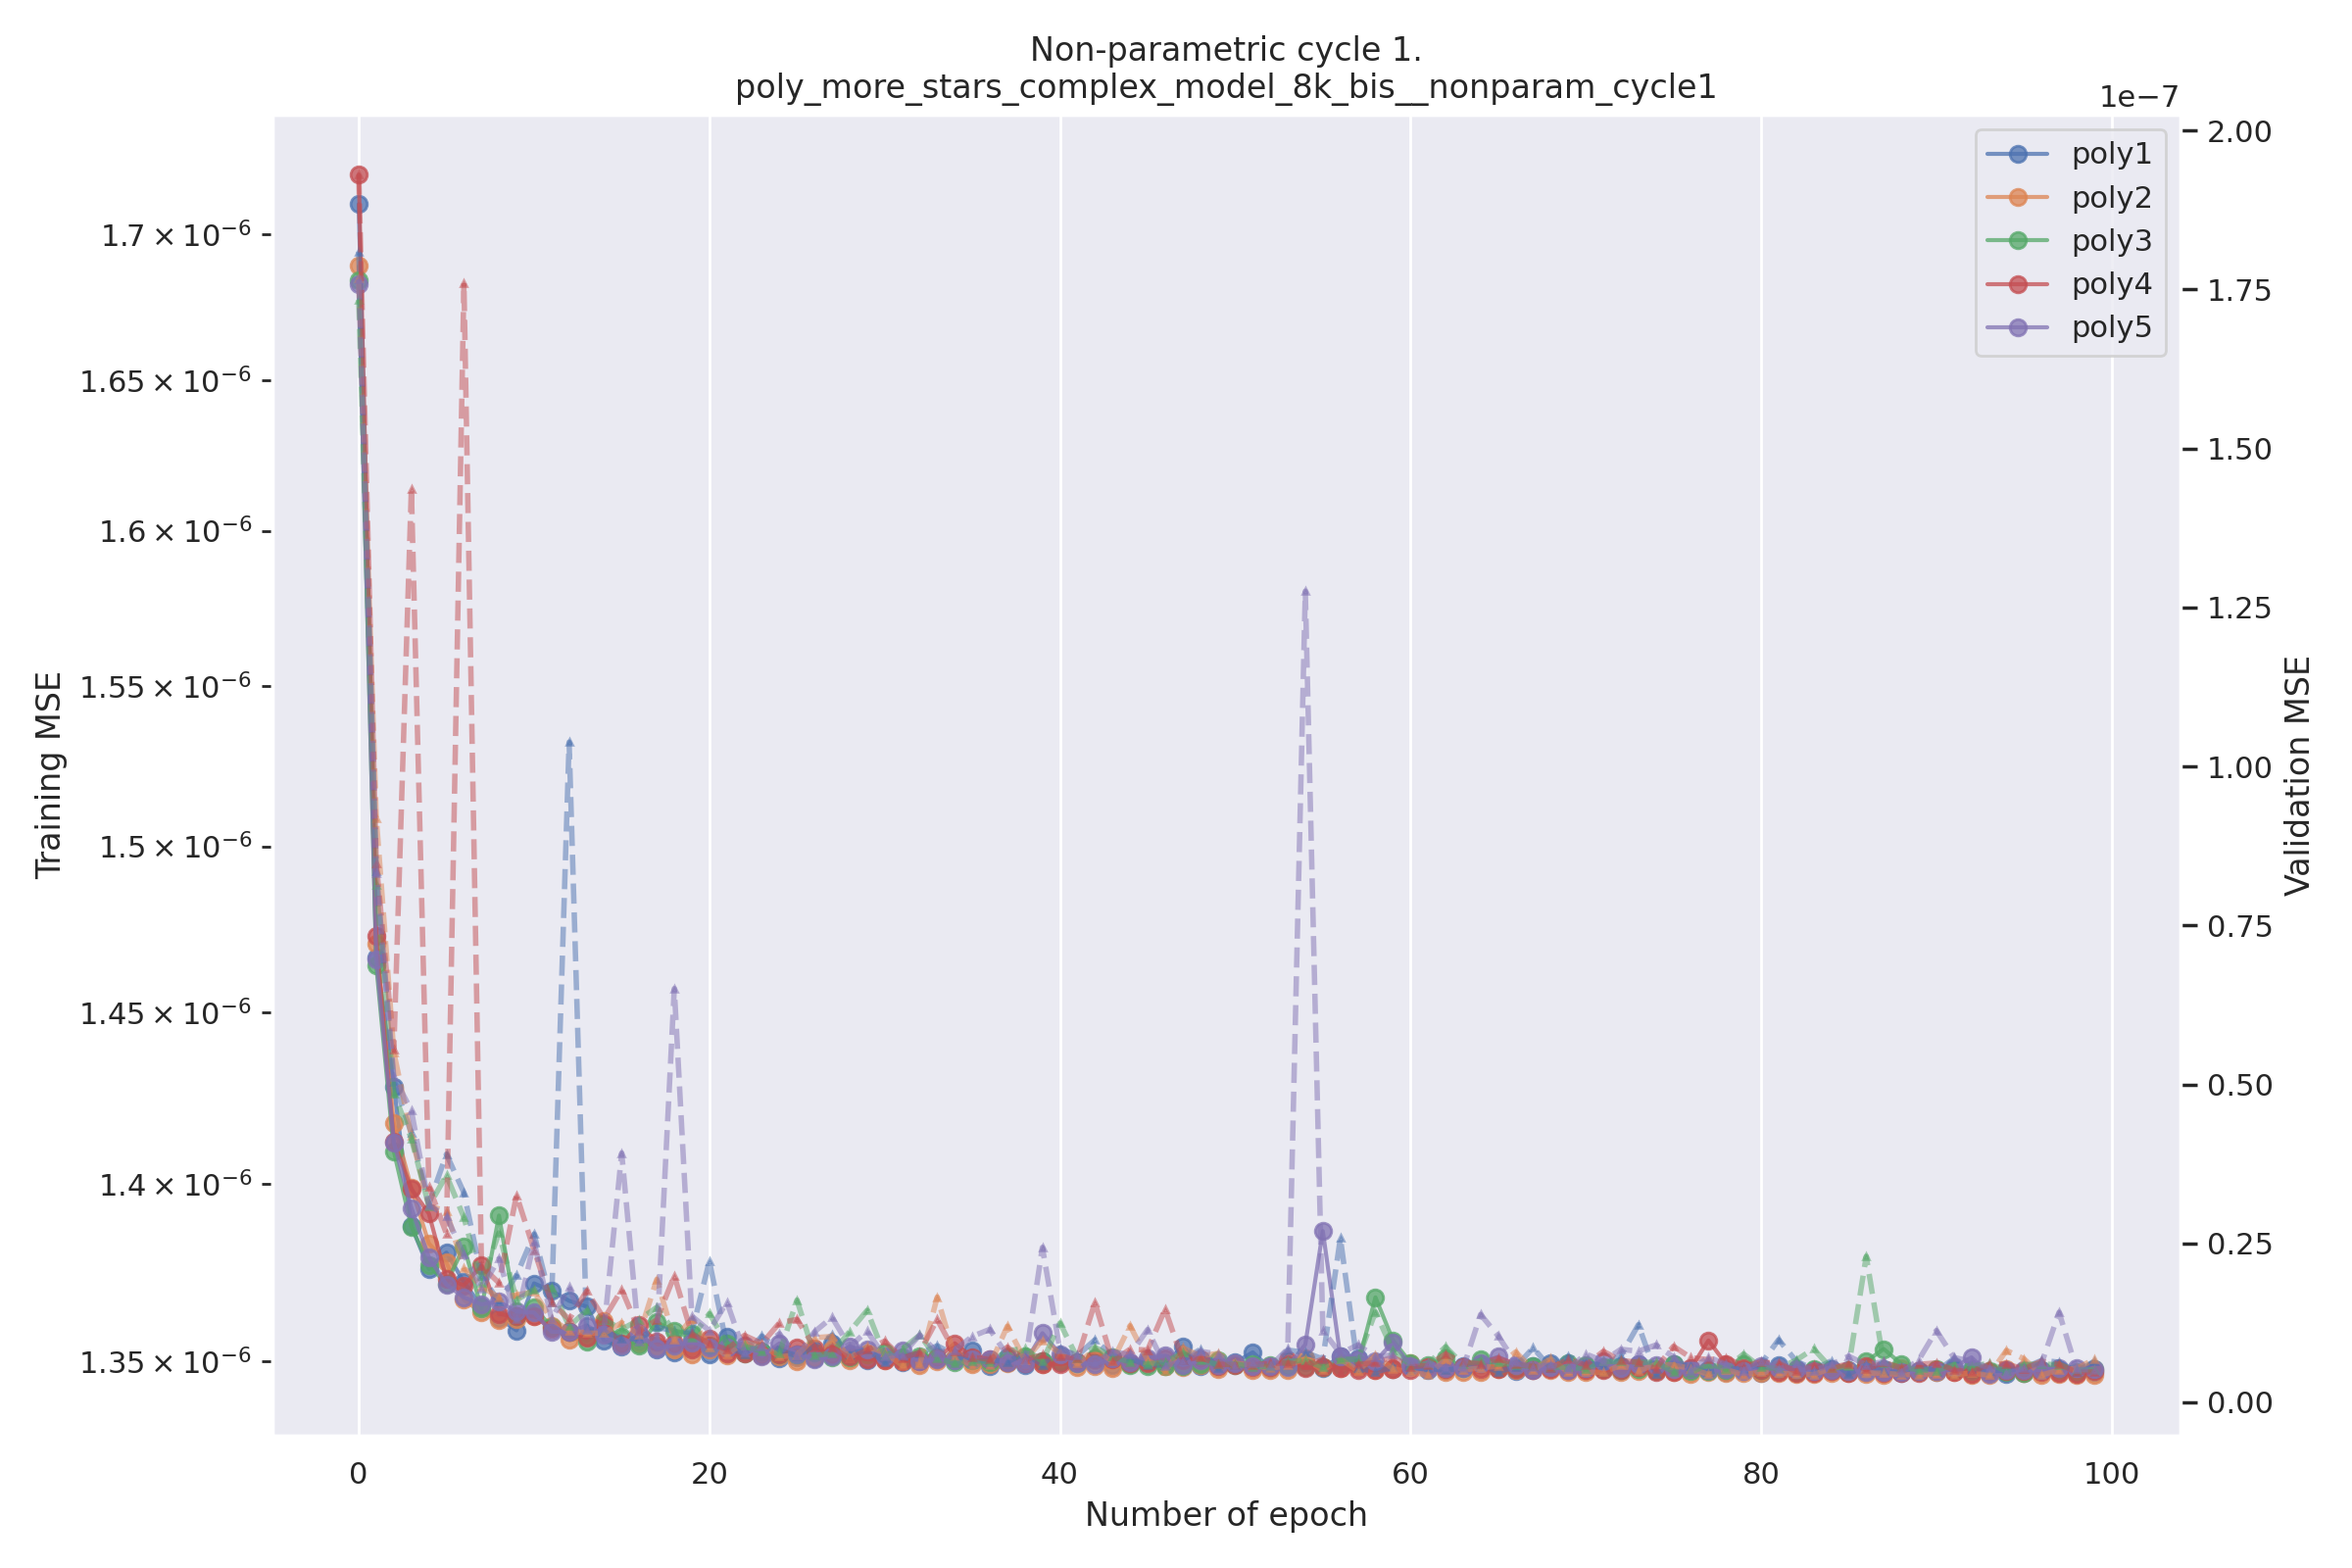 Non-parametric cycle 1.
poly_more_stars_complex_model_8k_bis__nonparam_cycle1
1e−7
Training MSE
1.7 × 10⁻⁶
1.65 × 10⁻⁶
1.6 × 10⁻⁶
1.55 × 10⁻⁶
1.5 × 10⁻⁶
1.45 × 10⁻⁶
1.4 × 10⁻⁶
1.35 × 10⁻⁶
poly1
poly2
poly3
poly4
poly5
2.00
1.75
1.50
1.25
1.00
0.75
0.50
0.25
0.00
Validation MSE
0
20
40
60
80
100
Number of epoch